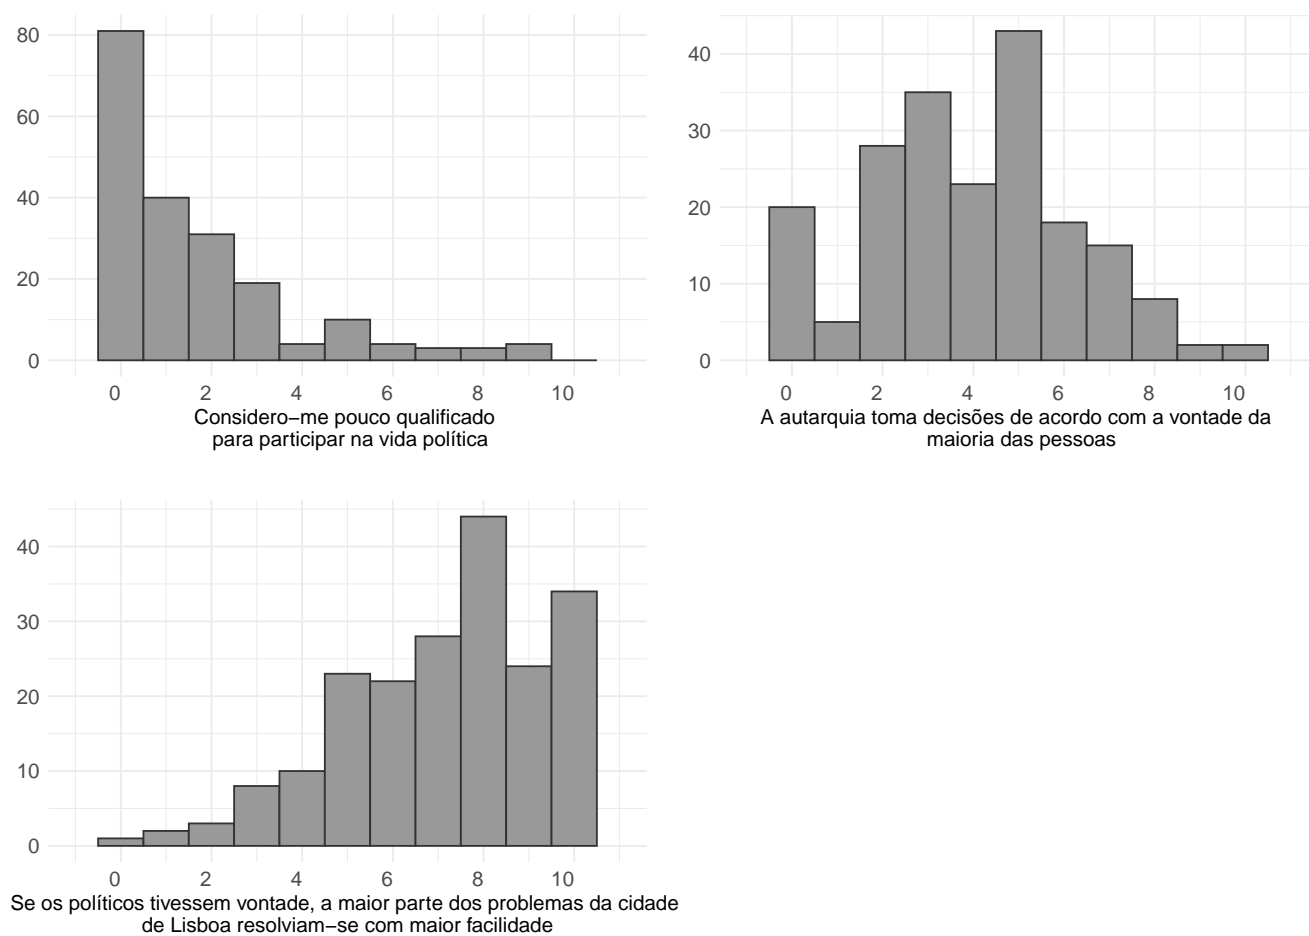 80
60
40
20
0
0 2 4 6 8 10
Considero−me pouco qualificado
para participar na vida política
40
30
20
10
0
0 2 4 6 8 10
A autarquia toma decisões de acordo com a vontade da
maioria das pessoas
40
30
20
10
0
0 2 4 6 8 10
Se os políticos tivessem vontade, a maior parte dos problemas da cidade
de Lisboa resolviam−se com maior facilidade